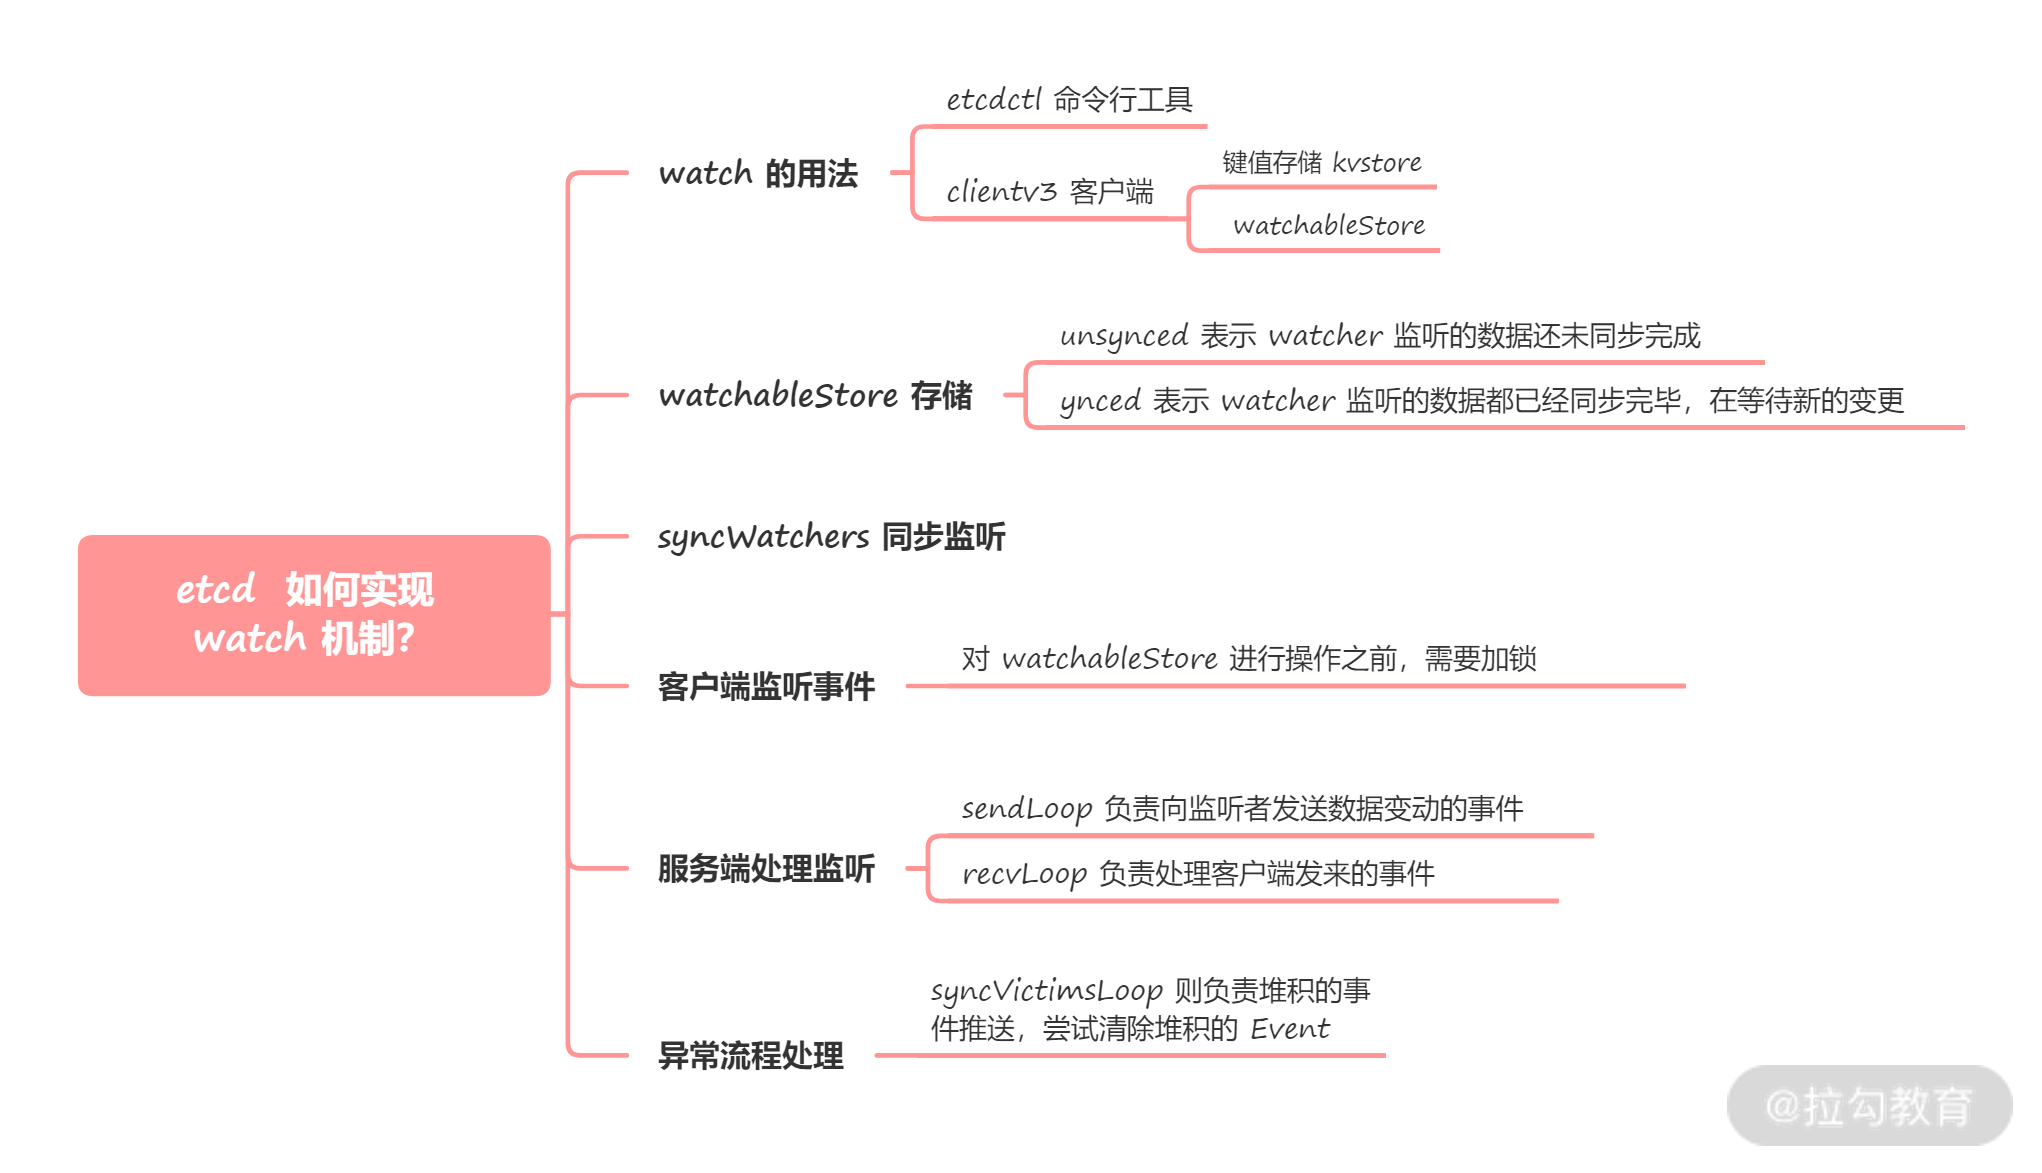 etcd 如何实现
watch 机制?
watch 的用法
etcdctl 命令行工具
clientv3 客户端
键值存储 kvstore
watchableStore
watchableStore 存储
unsynced 表示 watcher 监听的数据还未同步完成
ynced 表示 watcher 监听的数据都已经同步完毕，在等待新的变更
syncWatchers 同步监听
客户端监听事件
对 watchableStore 进行操作之前，需要加锁
服务端处理监听
sendLoop 负责向监听者发送数据变动的事件
recvLoop 负责处理客户端发来的事件
异常流程处理
syncVictimsLoop 则负责堆积的事
件推送，尝试清除堆积的 Event
@拉勾教育